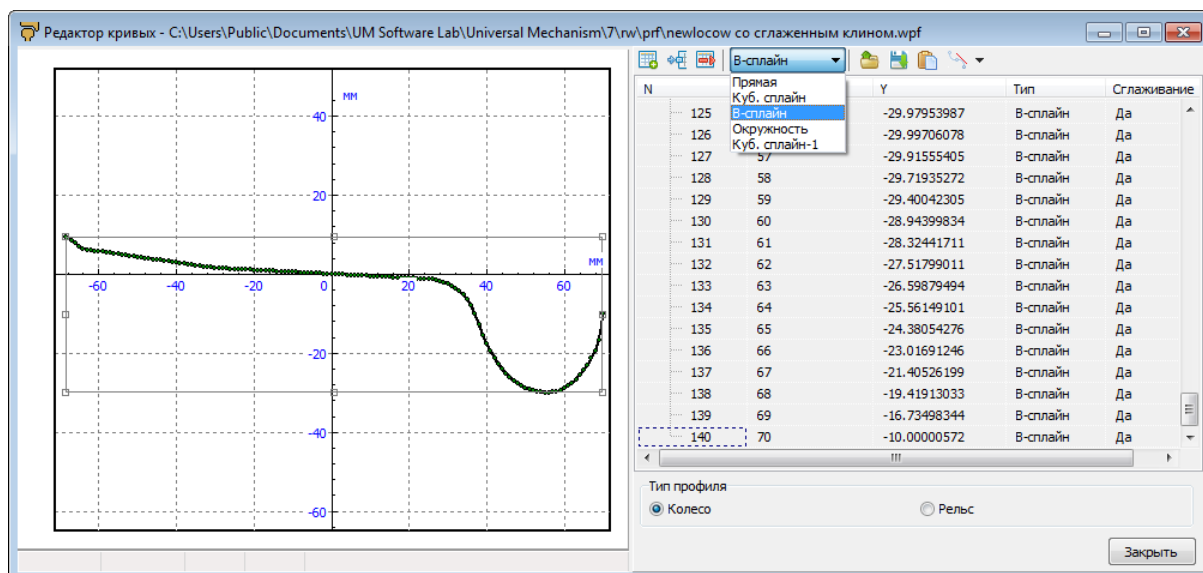 Редактор кривых - C:\Users\Public\Documents\UM Software Lab\Universal Mechanism\7\rw\prf\newlocow со сглаженным клином.wpf
В-сплайн
Прямая
Куб. сплайн
В-сплайн
Окружность
Куб. сплайн-1
N Y Тип Сглаживание
125 -29.97953987 В-сплайн Да
126 -29.99706078 В-сплайн Да
127 57 -29.91555405 В-сплайн Да
128 58 -29.71935272 В-сплайн Да
129 59 -29.40042305 В-сплайн Да
130 60 -28.94399834 В-сплайн Да
131 61 -28.32441711 В-сплайн Да
132 62 -27.51799011 В-сплайн Да
133 63 -26.59879494 В-сплайн Да
134 64 -25.56149101 В-сплайн Да
135 65 -24.38054276 В-сплайн Да
136 66 -23.01691246 В-сплайн Да
137 67 -21.40526199 В-сплайн Да
138 68 -19.41913033 В-сплайн Да
139 69 -16.73498344 В-сплайн Да
140 70 -10.00000572 В-сплайн Да
мм
40
20
мм
-60 -40 -20 0 20 40 60
-20
-40
-60
Тип профиля
Колесо Рельс
Закрыть